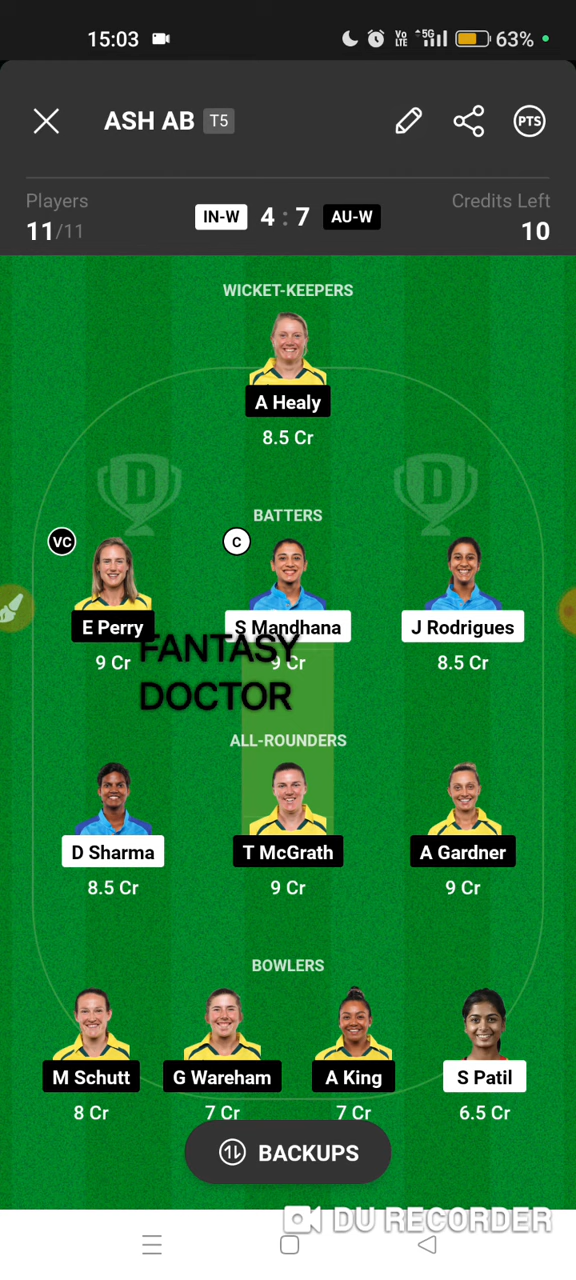 15:03 Vo LTE 5G 63%
ASH AB T5 PTS
Players Credits Left
11/11 IN-W 4 : 7 AU-W 10
WICKET-KEEPERS
A Healy
8.5 Cr
D D
BATTERS
VC C
E Perry S Mandhana J Rodrigues
9 Cr 9 Cr 8.5 Cr
FANTASY
DOCTOR
ALL-ROUNDERS
D Sharma T McGrath A Gardner
8.5 Cr 9 Cr 9 Cr
BOWLERS
M Schutt G Wareham A King S Patil
8 Cr 7 Cr 7 Cr 6.5 Cr
BACKUPS
DU RECORDER